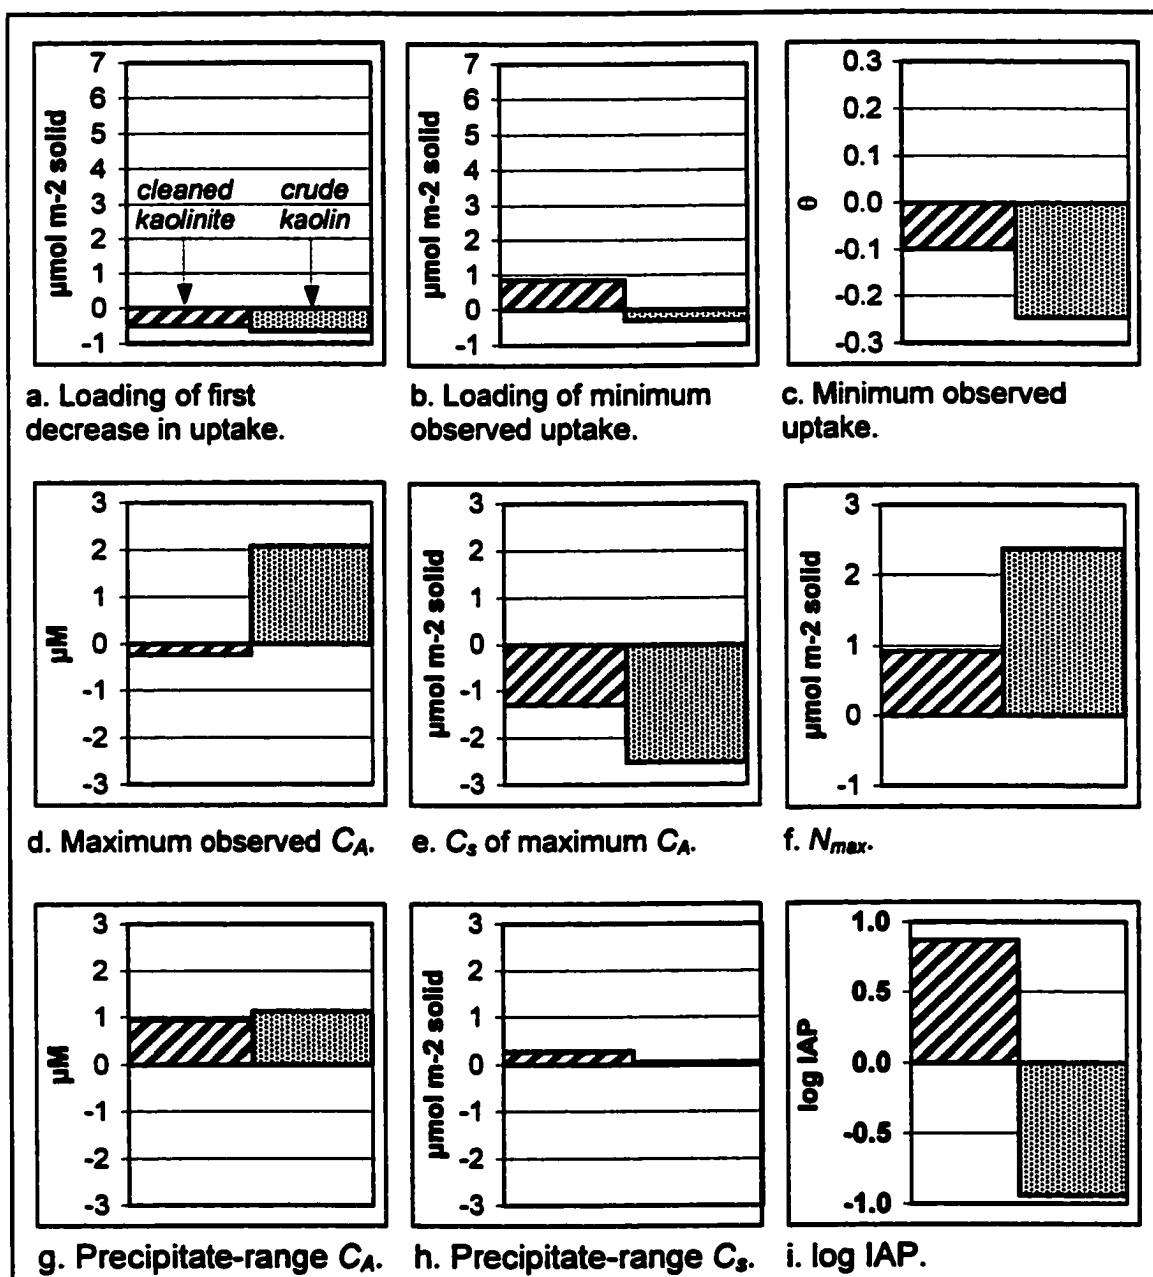 7
6
5
4
3
2
1
0
-1
µmol m-2 solid
cleaned kaolinite
crude kaolin
a. Loading of first
decrease in uptake.
7
6
5
4
3
2
1
0
-1
µmol m-2 solid
b. Loading of minimum
observed uptake.
0.3
0.2
0.1
0.0
-0.1
-0.2
-0.3
θ
c. Minimum observed
uptake.
3
2
1
0
-1
-2
-3
µM
d. Maximum observed C_A.
3
2
1
0
-1
-2
-3
µmol m-2 solid
e. C_s of maximum C_A.
3
2
1
0
-1
µmol m-2 solid
f. N_max.
3
2
1
0
-1
-2
-3
µM
g. Precipitate-range C_A.
3
2
1
0
-1
-2
-3
µmol m-2 solid
h. Precipitate-range C_s.
1.0
0.5
0.0
-0.5
-1.0
log IAP
i. log IAP.